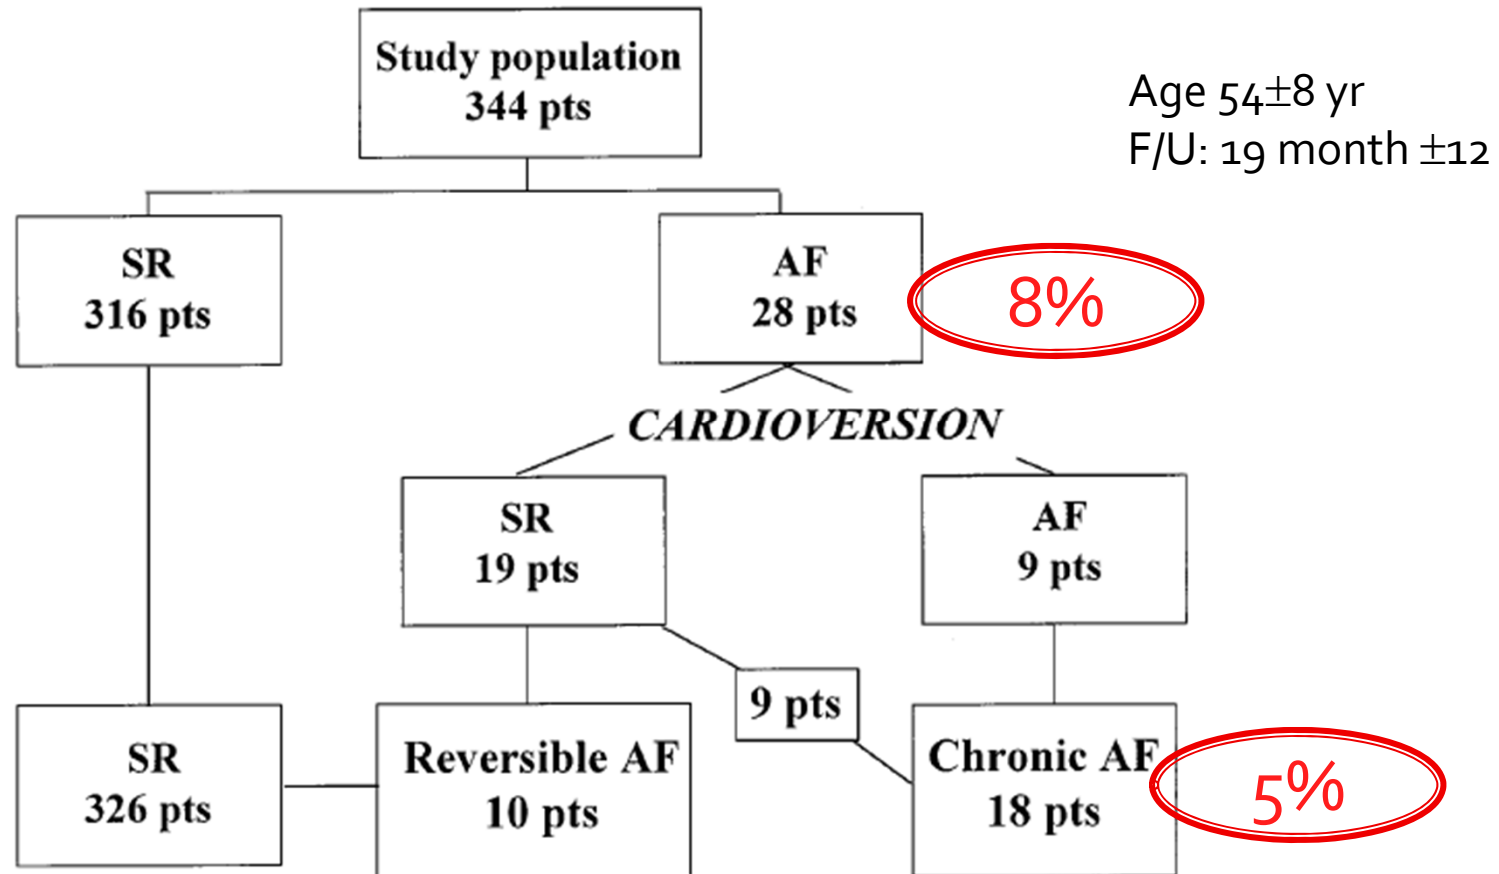 Study population
344 pts
Age 54±8 yr
F/U: 19 month ±12
SR
316 pts
AF
28 pts
8%
CARDIOVERSION
SR
19 pts
AF
9 pts
9 pts
SR
326 pts
Reversible AF
10 pts
Chronic AF
18 pts
5%